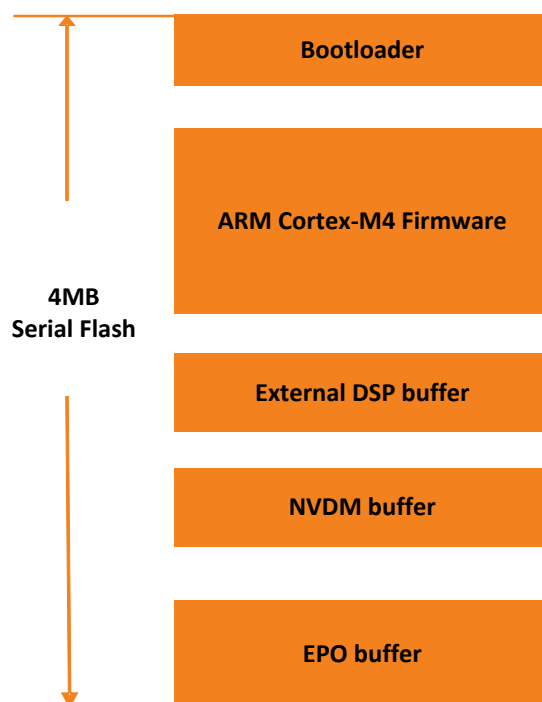 Bootloader
ARM Cortex-M4 Firmware
4MB
Serial Flash
External DSP buffer
NVDM buffer
EPO buffer